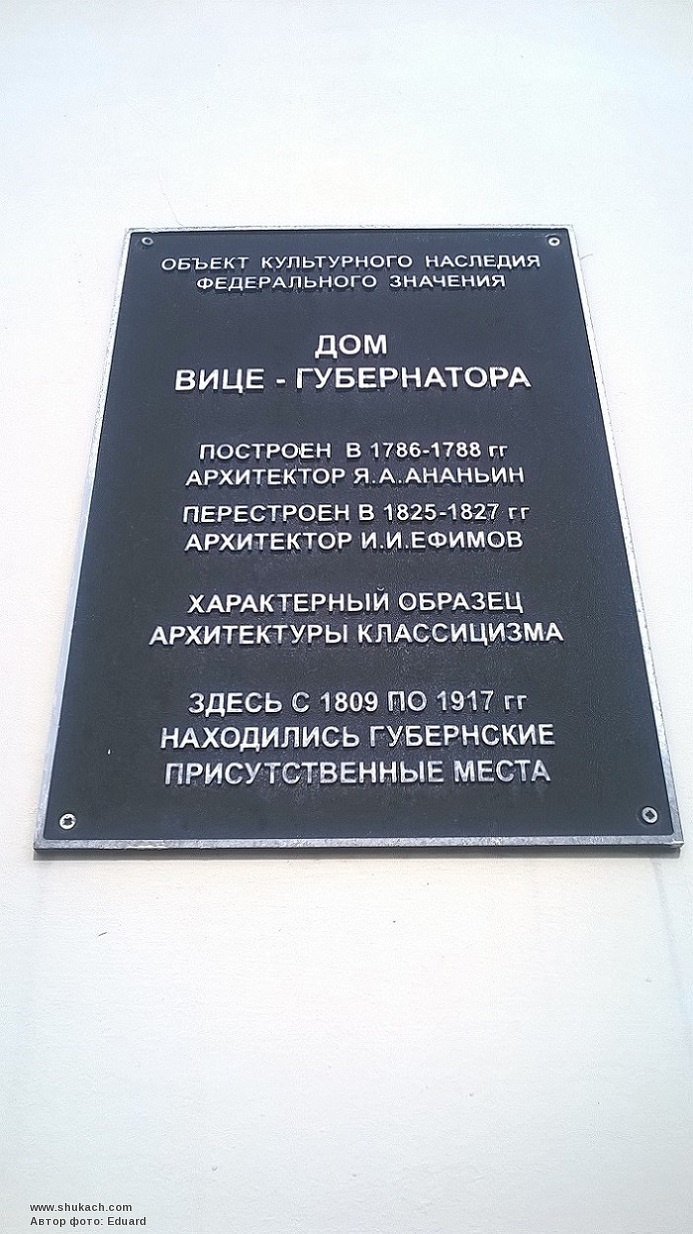 ОБЪЕКТ КУЛЬТУРНОГО НАСЛЕДИЯ
ФЕДЕРАЛЬНОГО ЗНАЧЕНИЯ
ДОМ
ВИЦЕ - ГУБЕРНАТОРА
ПОСТРОЕН В 1786-1788 гг
АРХИТЕКТОР Я.А.АНАНЬИН
ПЕРЕСТРОЕН В 1825-1827 гг
АРХИТЕКТОР И.И.ЕФИМОВ
ХАРАКТЕРНЫЙ ОБРАЗЕЦ
АРХИТЕКТУРЫ КЛАССИЦИЗМА
ЗДЕСЬ С 1809 ПО 1917 гг
НАХОДИЛИСЬ ГУБЕРНСКИЕ
ПРИСУТСТВЕННЫЕ МЕСТА
www.shukach.com
Автор фото: Eduard